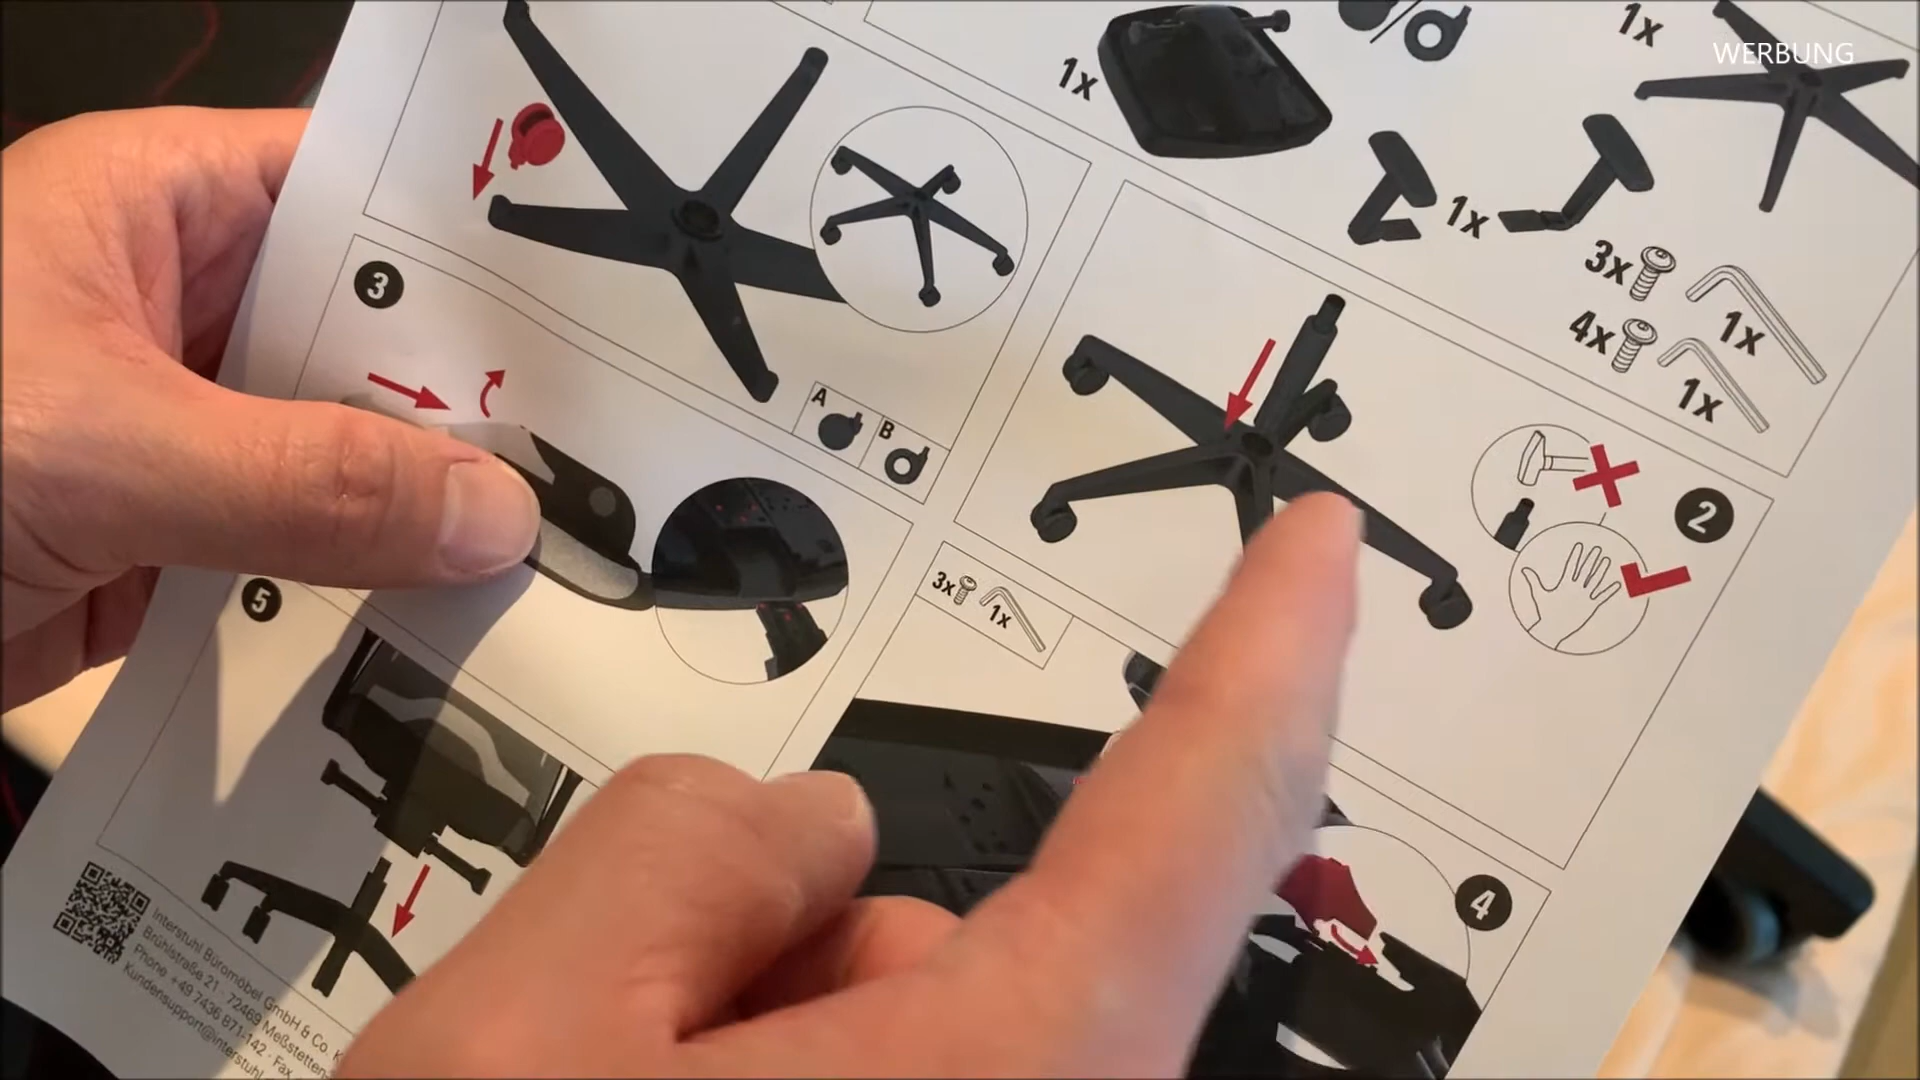 WERBUNG
1x
1x
1x
3x
1x
4x
1x
A
B
2
3
3x
1x
4
5
Interstuhl Büromöbel GmbH & Co. K
Brühlstraße 21 · 72469 Meßstetten-
Phone +49 7436 871-142 · Fax
Kundensupport@interstuhl.